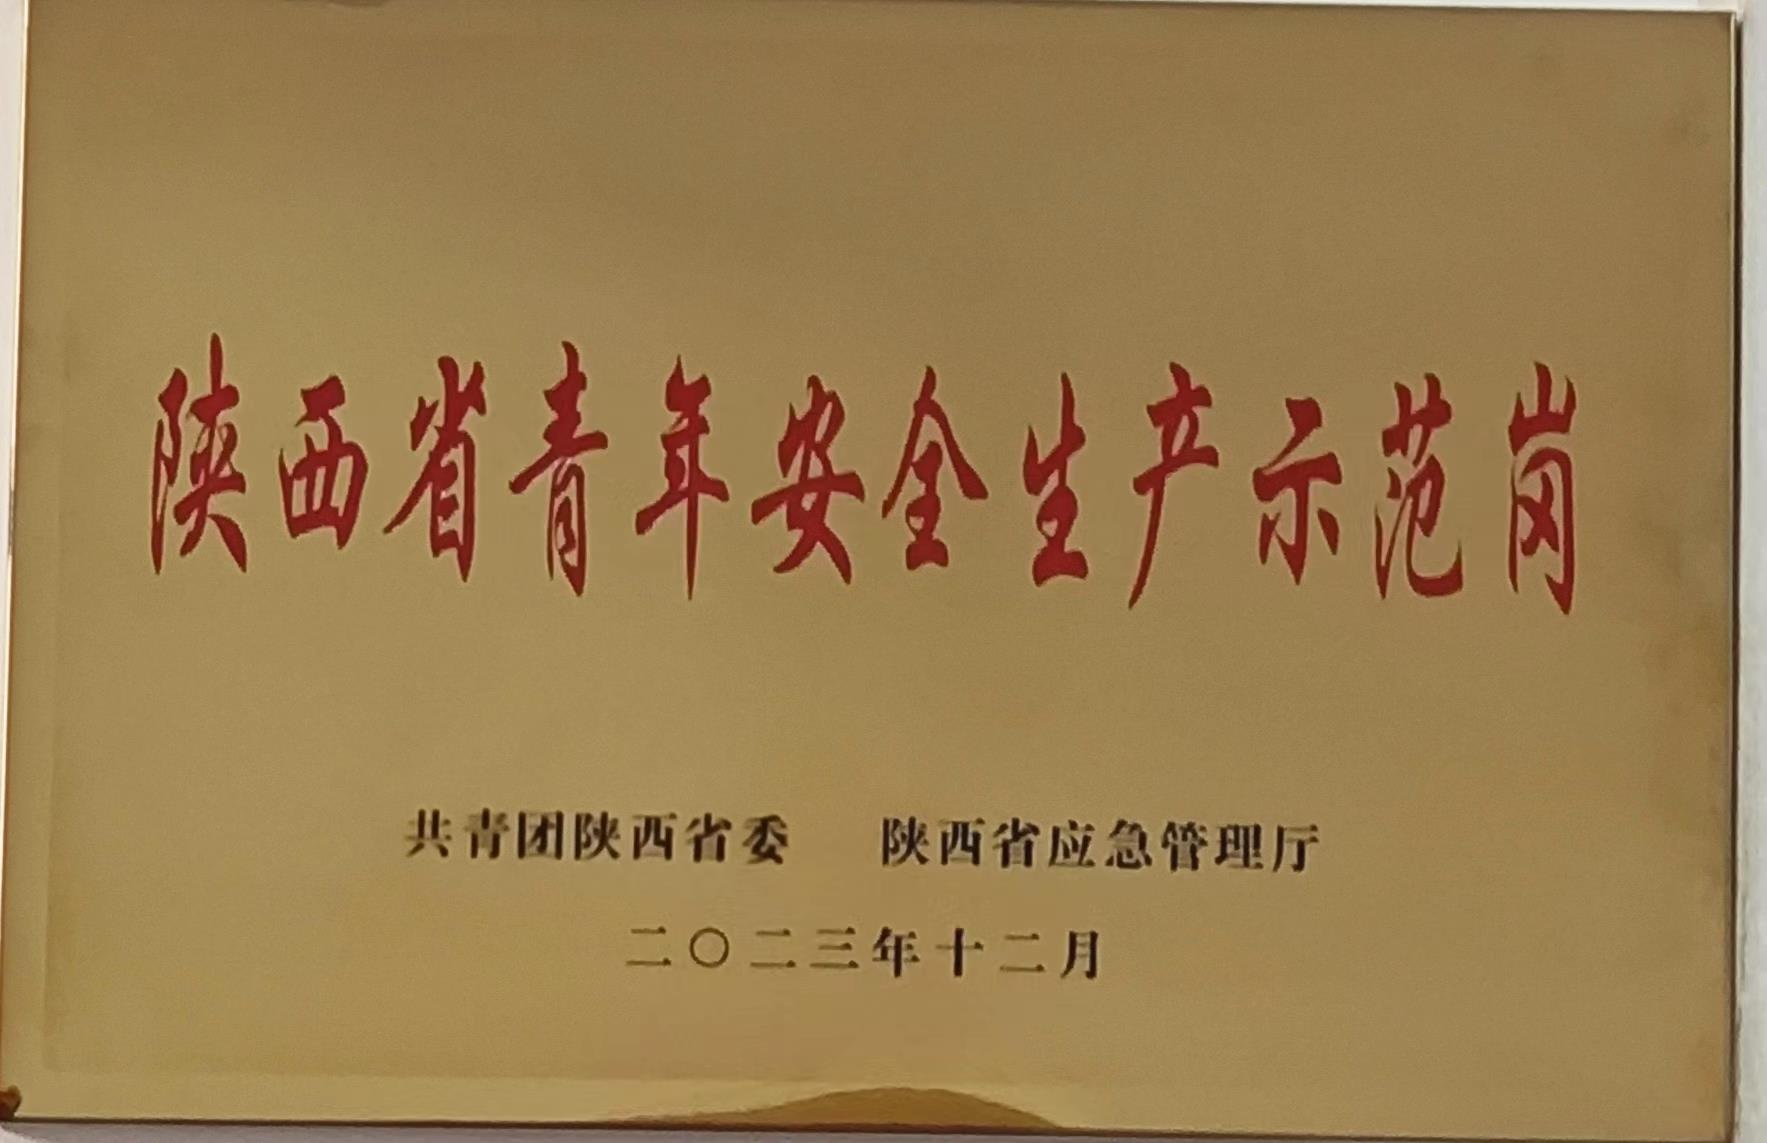 陕西省青年安全生产示范岗
共青团陕西省委 陕西省应急管理厅
二〇二三年十二月